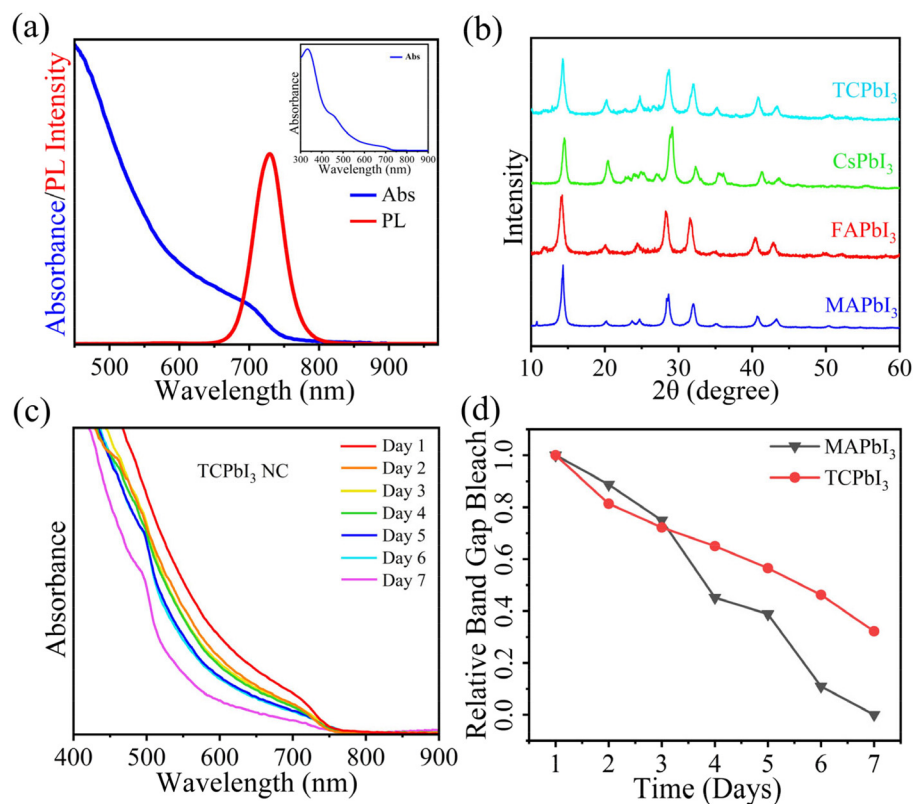 (a)
Absorbance/PL Intensity
Abs
Absorbance
300 400 500 600 700 800 900
Wavelength (nm)
Abs
PL
500 600 700 800 900
Wavelength (nm)
(b)
Intensity
TCPbI₃
CsPbI₃
FAPbI₃
MAPbI₃
10 20 30 40 50 60
2θ (degree)
(c)
Absorbance
TCPbI₃ NC
Day 1
Day 2
Day 3
Day 4
Day 5
Day 6
Day 7
400 500 600 700 800 900
Wavelength (nm)
(d)
Relative Band Gap Bleach
1.0
0.8
0.6
0.4
0.2
0.0
MAPbI₃
TCPbI₃
1 2 3 4 5 6 7
Time (Days)